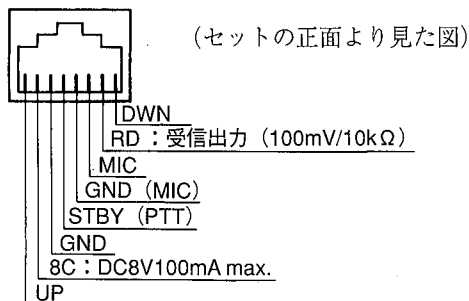 (セットの正面より見た図)
DWN
RD：受信出力（100mV/10kΩ）
MIC
GND（MIC）
STBY（PTT）
GND
8C：DC8V100mA max.
UP